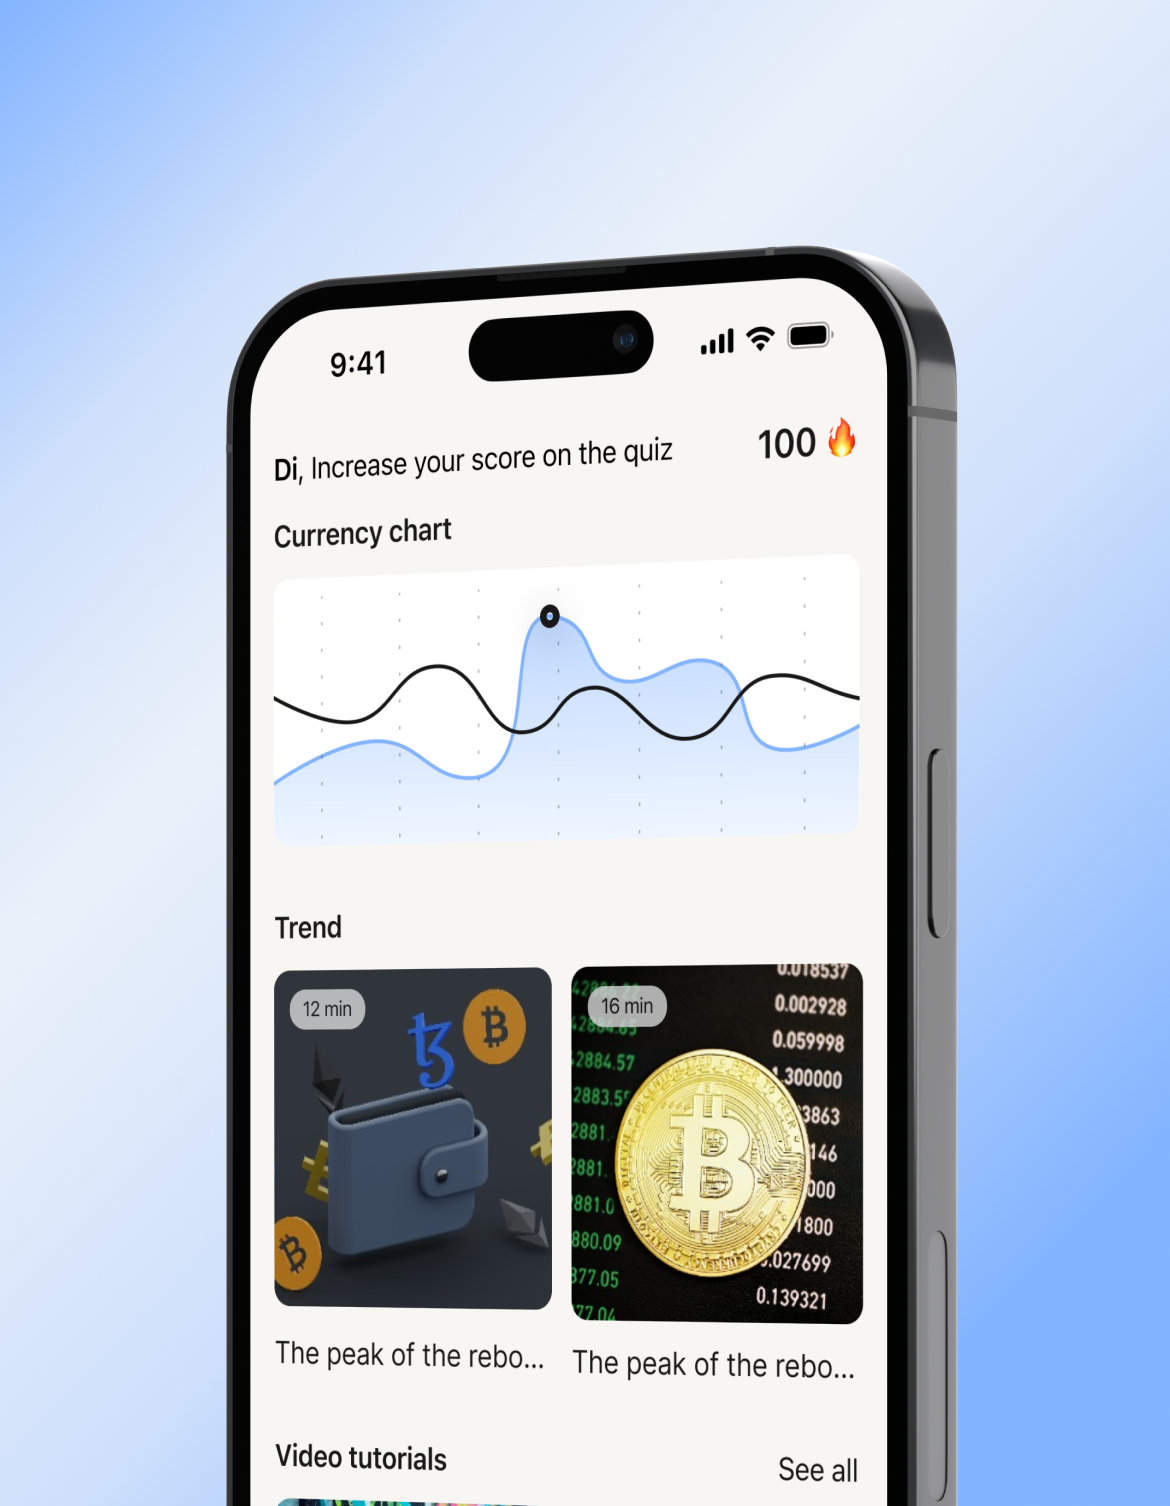 9:41
Di, Increase your score on the quiz
100 🔥
Currency chart
Trend
12 min
16 min
0.018537
0.002928
42884.65
0.059998
2884.57
.300000
2883.5
3863
2881.
146
2881.
000
881.0
1800
880.09
.027699
377.05
0.139321
77.04
The peak of the rebo...
The peak of the rebo...
Video tutorials
See all